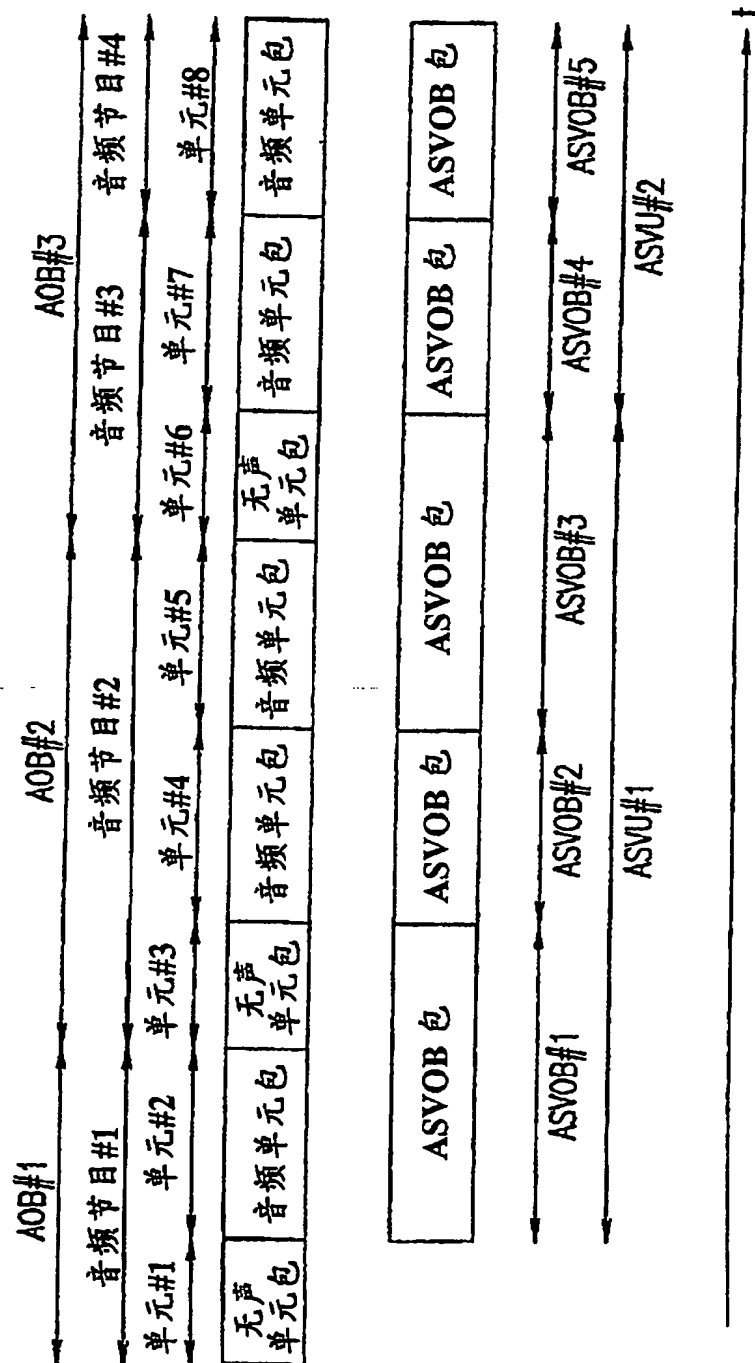 AOB#1 AOB#2 AOB#3
音频节目#1 音频节目#2 音频节目#3 音频节目#4
单元#1 单元#2 单元#3 单元#4 单元#5 单元#6 单元#7 单元#8
无声
单元包
音频单元包
无声
单元包
音频单元包
音频单元包
无声
单元包
音频单元包
音频单元包
ASVOB 包 ASVOB 包 ASVOB 包 ASVOB 包 ASVOB 包
ASVOB#1 ASVOB#2 ASVOB#3 ASVOB#4 ASVOB#5
ASVU#1 ASVU#2
t